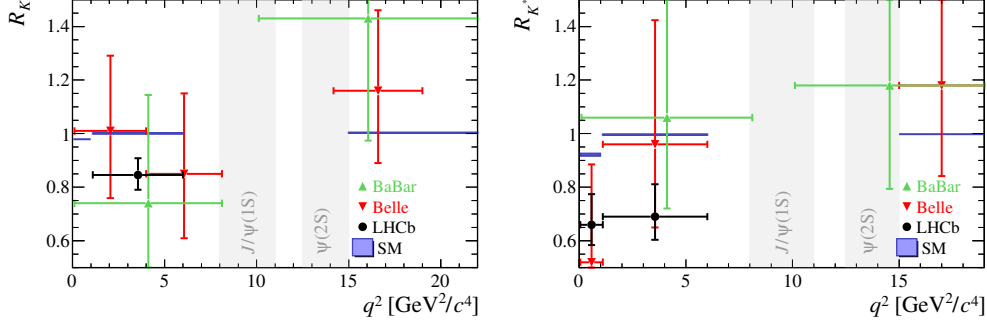 R_K
1.4
1.2
1
0.8
0.6
J/ψ(1S)
ψ(2S)
BaBar
Belle
LHCb
SM
0 5 10 15 20
q² [GeV²/c⁴]
R_K*
1.4
1.2
1
0.8
0.6
J/ψ(1S)
ψ(2S)
BaBar
Belle
LHCb
SM
0 5 10 15
q² [GeV²/c⁴]